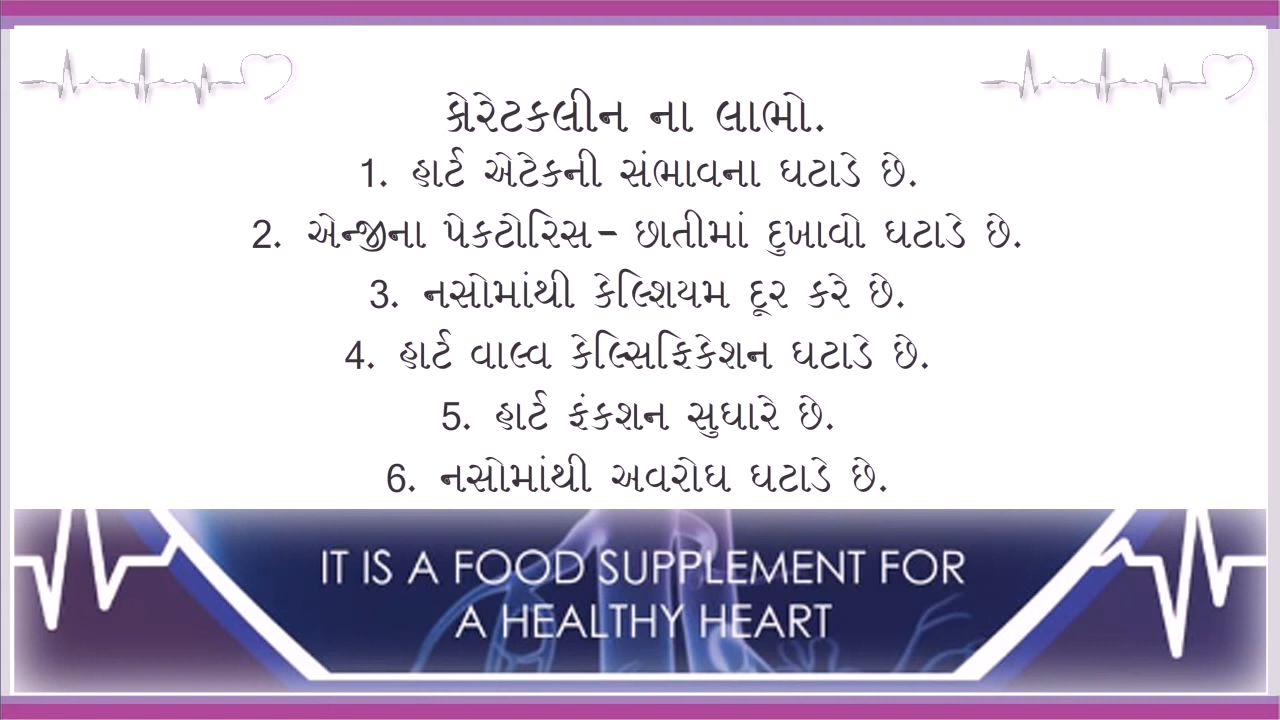 કોરેટકલીન ના લાભો.
1. હાર્ટ એટેકની સંભાવના ઘટાડે છે.
2. એન્જીના પેકટોરિસ- છાતીમાં દુખાવો ઘટાડે છે.
3. નસોમાંથી કેલ્શિયમ દૂર કરે છે.
4. હાર્ટ વાલ્વ કેલ્સિફિકેશન ઘટાડે છે.
5. હાર્ટ ફંકશન સુધારે છે.
6. નસોમાંથી અવરોધ ઘટાડે છે.
IT IS A FOOD SUPPLEMENT FOR
A HEALTHY HEART